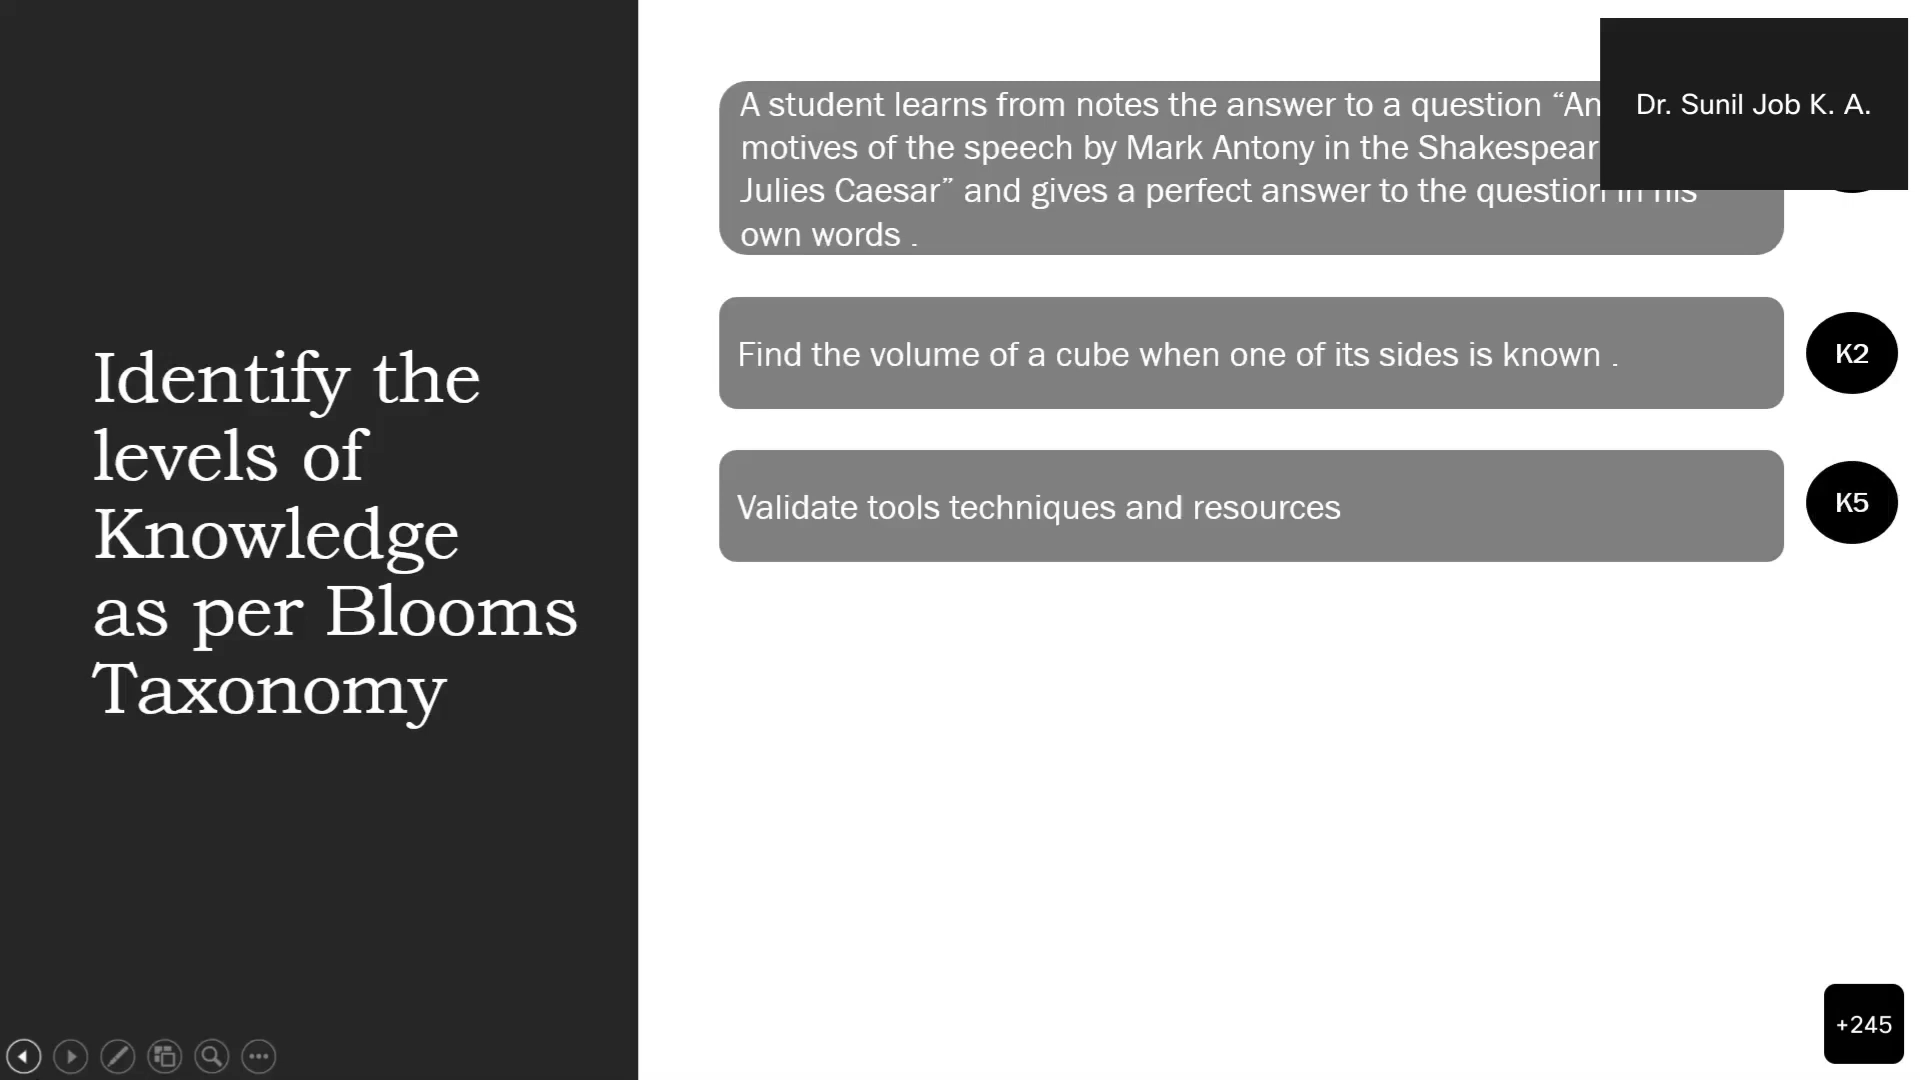 Identify the
levels of
Knowledge
as per Blooms
Taxonomy
A student learns from notes the answer to a question “An
motives of the speech by Mark Antony in the Shakespear
Julies Caesar” and gives a perfect answer to the question in his
own words .
Dr. Sunil Job K. A.
Find the volume of a cube when one of its sides is known .
K2
Validate tools techniques and resources
K5
+245